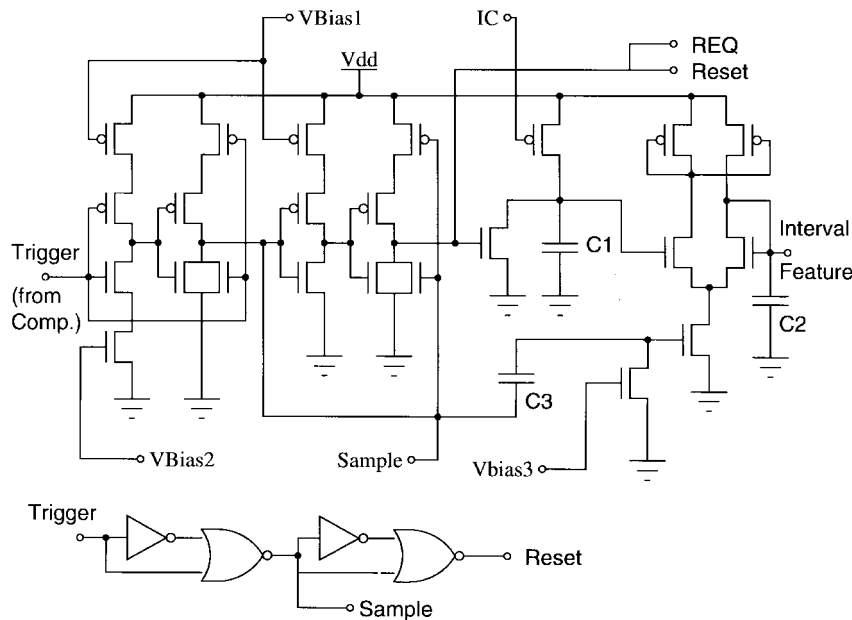 VBias1
IC
REQ
Vdd
Reset
Trigger
(from
Comp.)
C1
Interval
Feature
C2
C3
VBias2
Sample
Vbias3
Trigger
Reset
Sample